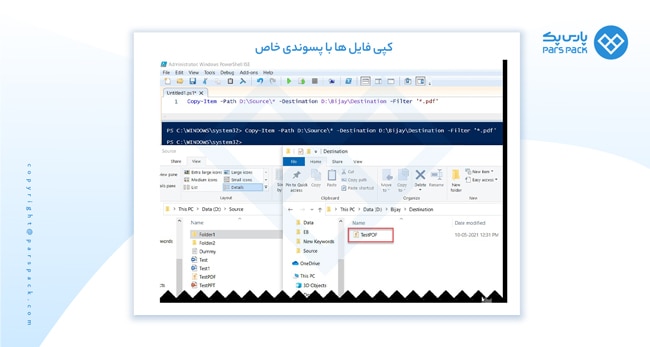 کپی فایل ها با پسوندی خاص
پارس پک
PARS PACK
Administrator: Windows PowerShell ISE
File Edit View Tools Debug Add-ons Help
Untitled1.ps1*
1 Copy-Item -Path D:\Source\* -Destination D:\Bijay\Destination -Filter "*.pdf"
PS C:\WINDOWS\system32> Copy-Item -Path D:\Source\* -Destination D:\Bijay\Destination -Filter "*.pdf"
PS C:\WINDOWS\system32>
Source
Share View
Extra large icons Large icons
Medium icons Small icons
List Details
Layout
This PC Data (D:) Source
Folder1
Folder2
Dummy
Test
Test1
TestPDF
TestPPT
Destination
File Home Share View
Pin to Quick access
Copy Paste
Cut
Copy path
Paste shortcut
Clipboard
Move to Copy to Delete Rename
Organize
New folder
New item
Easy access
New
This PC Data (D:) Bijay Destination
Name Date modified
TestPDF 10-05-2021 12:31 PM
Data
EB
New Keywords
Source
OneDrive
This PC
3D Objects
copyright@parspack.com